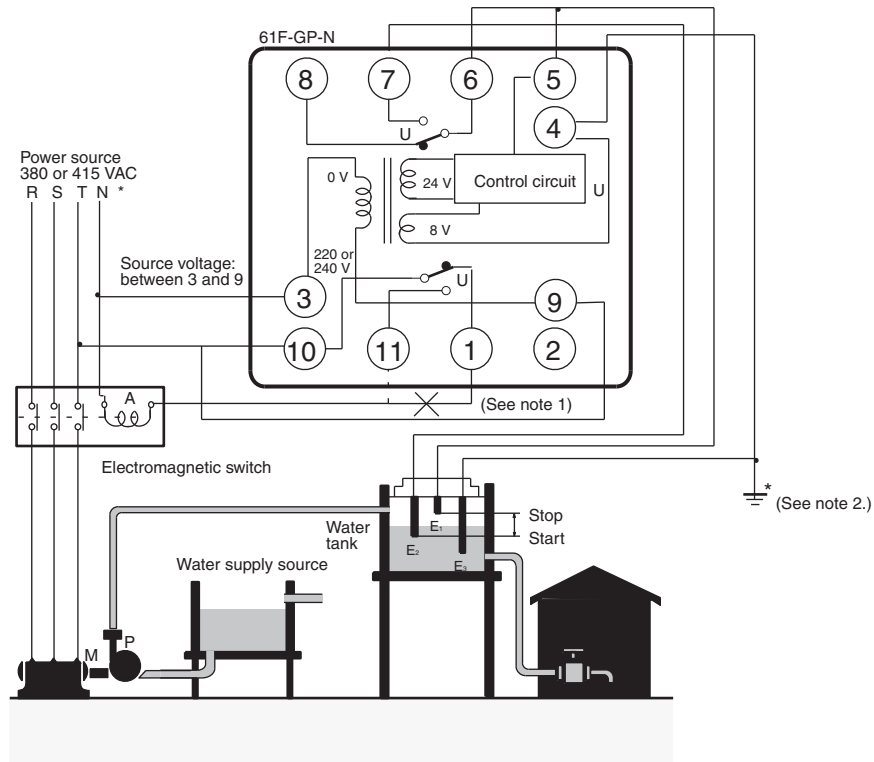 61F-GP-N
8 7 6 5
4
U
Power source
380 or 415 VAC
R S T N *
0 V
24 V
Control circuit
U
8 V
220 or
240 V
Source voltage:
between 3 and 9
U
3
9
10 11 1 2
A
(See note 1)
Electromagnetic switch
*
(See note 2.)
Stop
Start
Water
tank
E₁
E₂
E₃
Water supply source
P
M